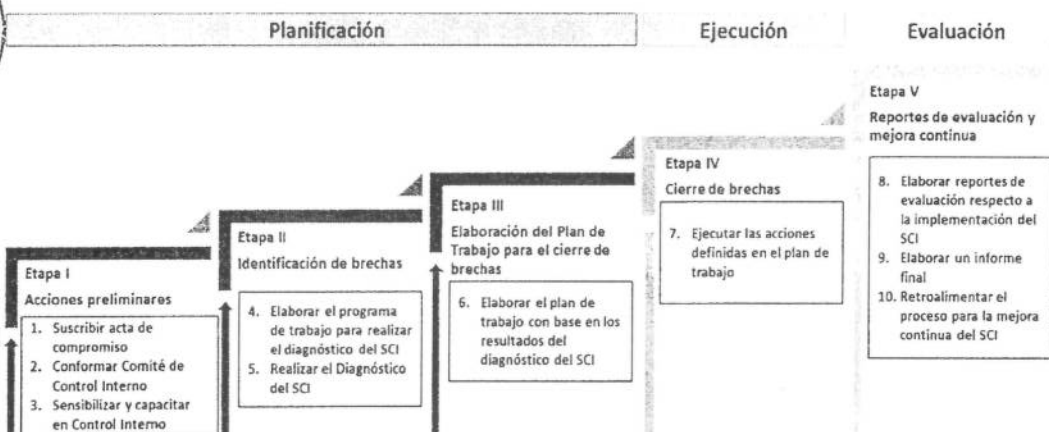 Planificación
Ejecución
Evaluación
Etapa I
Acciones preliminares
1. Suscribir acta de
compromiso
2. Conformar Comité de
Control Interno
3. Sensibilizar y capacitar
en Control Interno
Etapa II
Identificación de brechas
4. Elaborar el programa
de trabajo para realizar
el diagnóstico del SCI
5. Realizar el Diagnóstico
del SCI
Etapa III
Elaboración del Plan de
Trabajo para el cierre de
brechas
6. Elaborar el plan de
trabajo con base en los
resultados del
diagnóstico del SCI
Etapa IV
Cierre de brechas
7. Ejecutar las acciones
definidas en el plan de
trabajo
Etapa V
Reportes de evaluación y
mejora continua
8. Elaborar reportes de
evaluación respecto a
la implementación del
SCI
9. Elaborar un informe
final
10. Retroalimentar el
proceso para la mejora
continua del SCI